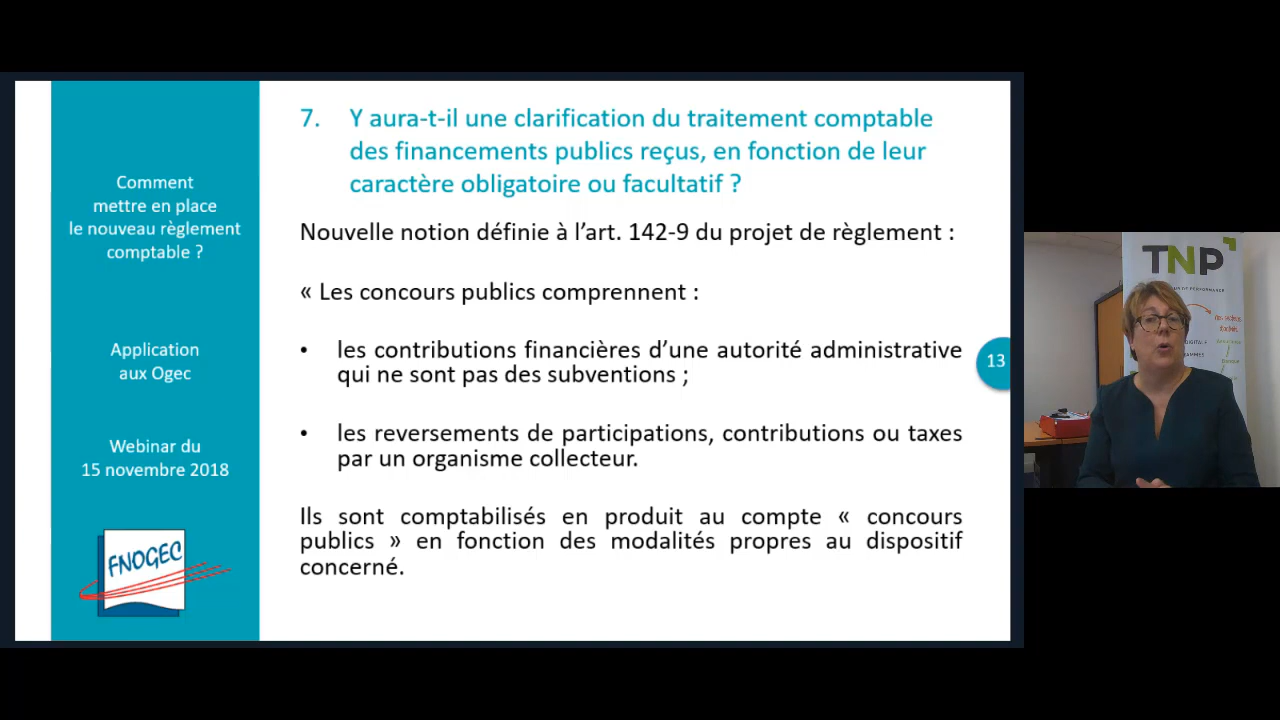 Comment
mettre en place
le nouveau règlement
comptable ?
Application
aux Ogec
Webinar du
15 novembre 2018
FNOGEC
7. Y aura-t-il une clarification du traitement comptable
des financements publics reçus, en fonction de leur
caractère obligatoire ou facultatif ?
Nouvelle notion définie à l’art. 142-9 du projet de règlement :
« Les concours publics comprennent :
• les contributions financières d’une autorité administrative
qui ne sont pas des subventions ;
• les reversements de participations, contributions ou taxes
par un organisme collecteur.
Ils sont comptabilisés en produit au compte « concours
publics » en fonction des modalités propres au dispositif
concerné.
13
TNP